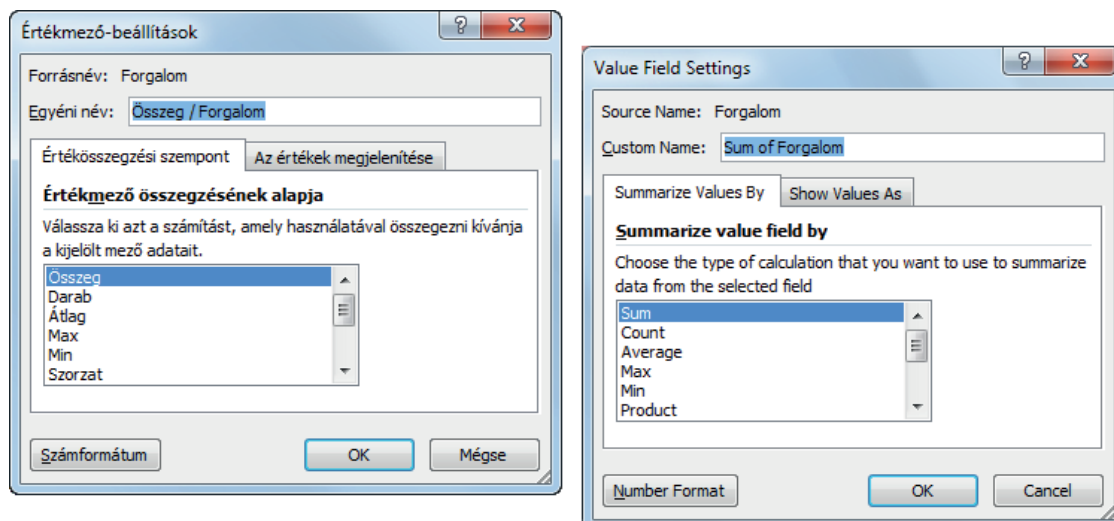 Értékmező-beállítások
Forrásnév: Forgalom
Egyéni név: Összeg / Forgalom
Értékösszegzési szempont Az értékek megjelenítése
Értékmező összegzésének alapja
Válassza ki azt a számítást, amely használatával összegezni kívánja
a kijelölt mező adatait.
Összeg
Darab
Átlag
Max
Min
Szorzat
Számformátum OK Mégse
Value Field Settings
Source Name: Forgalom
Custom Name: Sum of Forgalom
Summarize Values By Show Values As
Summarize value field by
Choose the type of calculation that you want to use to summarize
data from the selected field
Sum
Count
Average
Max
Min
Product
Number Format OK Cancel